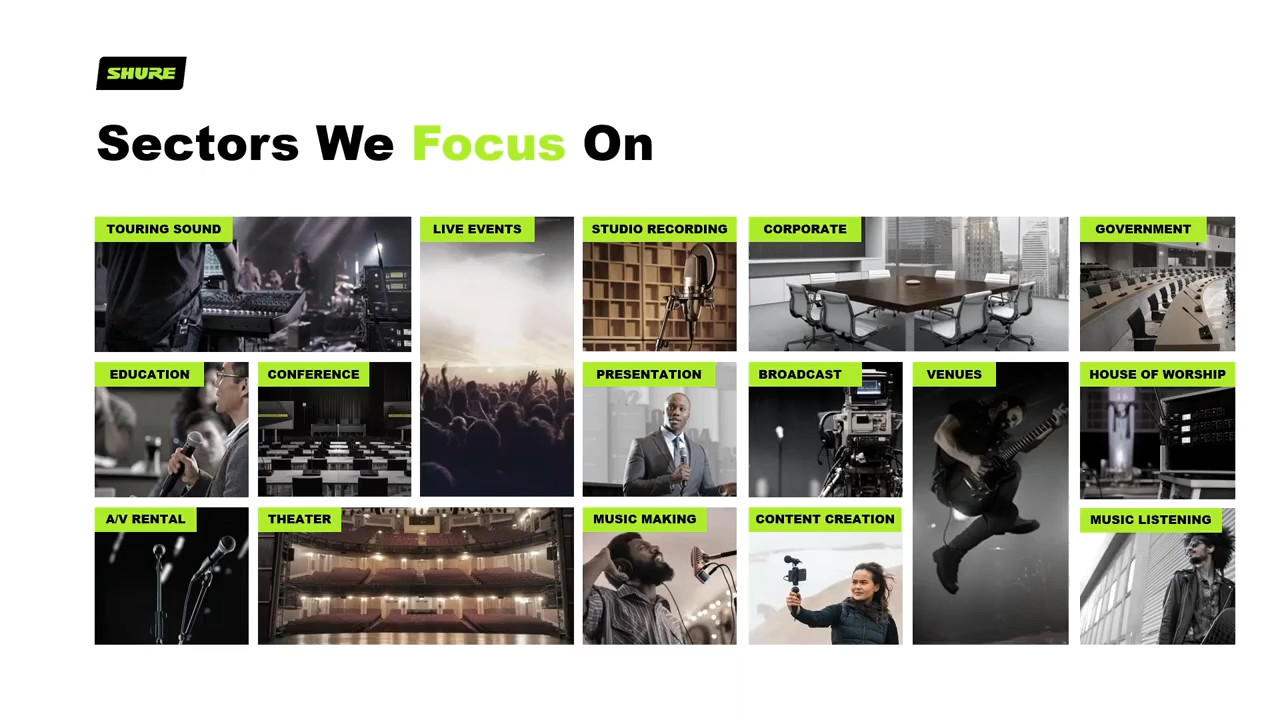 SHURE
Sectors We Focus On
TOURING SOUND
LIVE EVENTS
STUDIO RECORDING
CORPORATE
GOVERNMENT
EDUCATION
CONFERENCE
PRESENTATION
BROADCAST
VENUES
HOUSE OF WORSHIP
A/V RENTAL
THEATER
MUSIC MAKING
CONTENT CREATION
MUSIC LISTENING